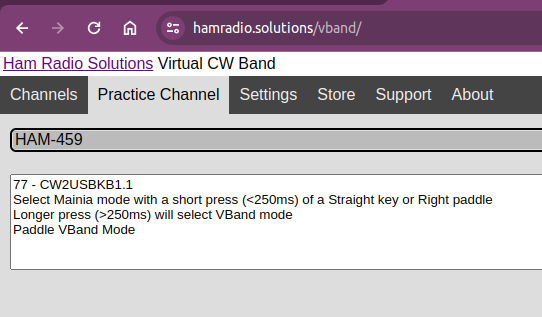 hamradio.solutions/vband/
Ham Radio Solutions Virtual CW Band
Channels Practice Channel Settings Store Support About
HAM-459
77 - CW2USBKB1.1
Select Mainia mode with a short press (<250ms) of a Straight key or Right paddle
Longer press (>250ms) will select VBand mode
Paddle VBand Mode